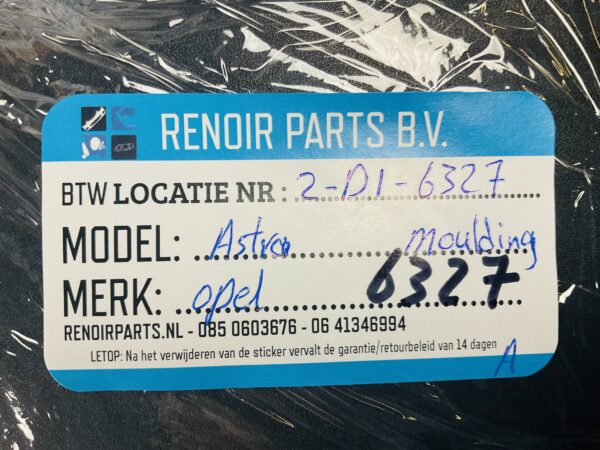 RENOIR PARTS B.V.
BTW LOCATIE NR : 2-D1-6327
MODEL: Astra moulding
MERK: opel 6327
RENOIRPARTS.NL - 085 0603676 - 06 41346994
LETOP: Na het verwijderen van de sticker vervalt de garantie/retourbeleid van 14 dagen
A